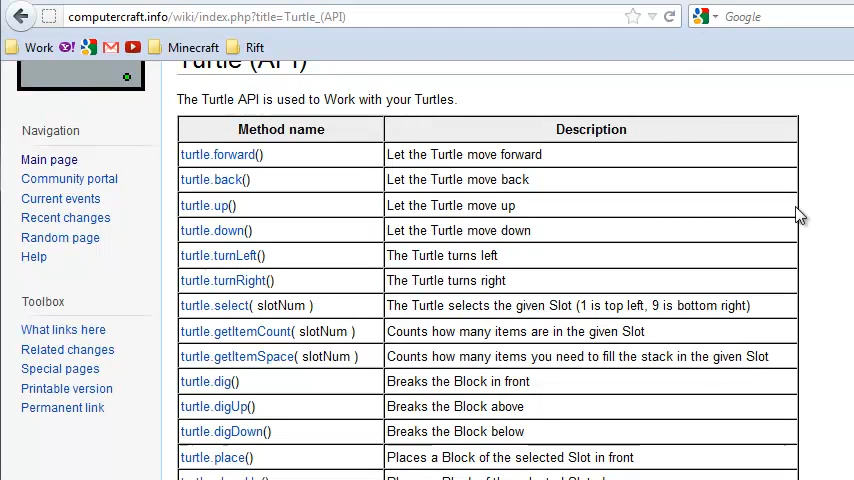 computercraft.info/wiki/index.php?title=Turtle_(API)
Google
Work
Minecraft
Rift
Turtle (API)
The Turtle API is used to Work with your Turtles.
Navigation
Main page
Community portal
Current events
Recent changes
Random page
Help
Toolbox
What links here
Related changes
Special pages
Printable version
Permanent link
Method name Description
turtle.forward() Let the Turtle move forward
turtle.back() Let the Turtle move back
turtle.up() Let the Turtle move up
turtle.down() Let the Turtle move down
turtle.turnLeft() The Turtle turns left
turtle.turnRight() The Turtle turns right
turtle.select( slotNum ) The Turtle selects the given Slot (1 is top left, 9 is bottom right)
turtle.getItemCount( slotNum ) Counts how many items are in the given Slot
turtle.getItemSpace( slotNum ) Counts how many items you need to fill the stack in the given Slot
turtle.dig() Breaks the Block in front
turtle.digUp() Breaks the Block above
turtle.digDown() Breaks the Block below
turtle.place() Places a Block of the selected Slot in front